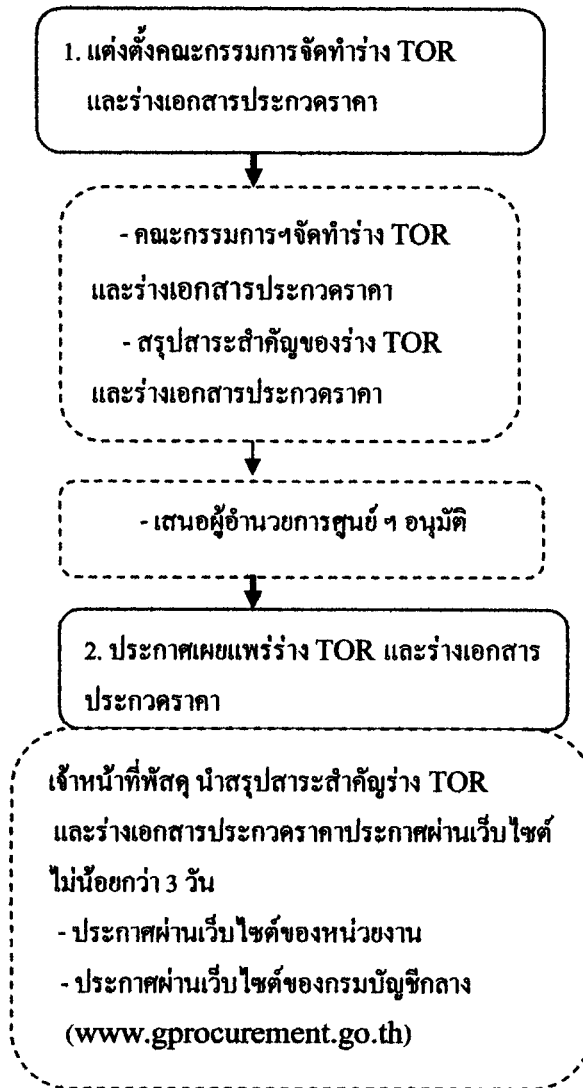 1. แต่งตั้งคณะกรรมการจัดทำร่าง TOR
และร่างเอกสารประกวดราคา
- คณะกรรมการฯจัดทำร่าง TOR
และร่างเอกสารประกวดราคา
- สรุปสาระสำคัญของร่าง TOR
และร่างเอกสารประกวดราคา
- เสนอผู้อำนวยการศูนย์ ฯ อนุมัติ
2. ประกาศเผยแพร่ร่าง TOR และร่างเอกสาร
ประกวดราคา
เจ้าหน้าที่พัสดุ นำสรุปสาระสำคัญร่าง TOR
และร่างเอกสารประกวดราคาประกาศผ่านเว็บไซต์
ไม่น้อยกว่า 3 วัน
- ประกาศผ่านเว็บไซต์ของหน่วยงาน
- ประกาศผ่านเว็บไซต์ของกรมบัญชีกลาง
(www.gprocurement.go.th)